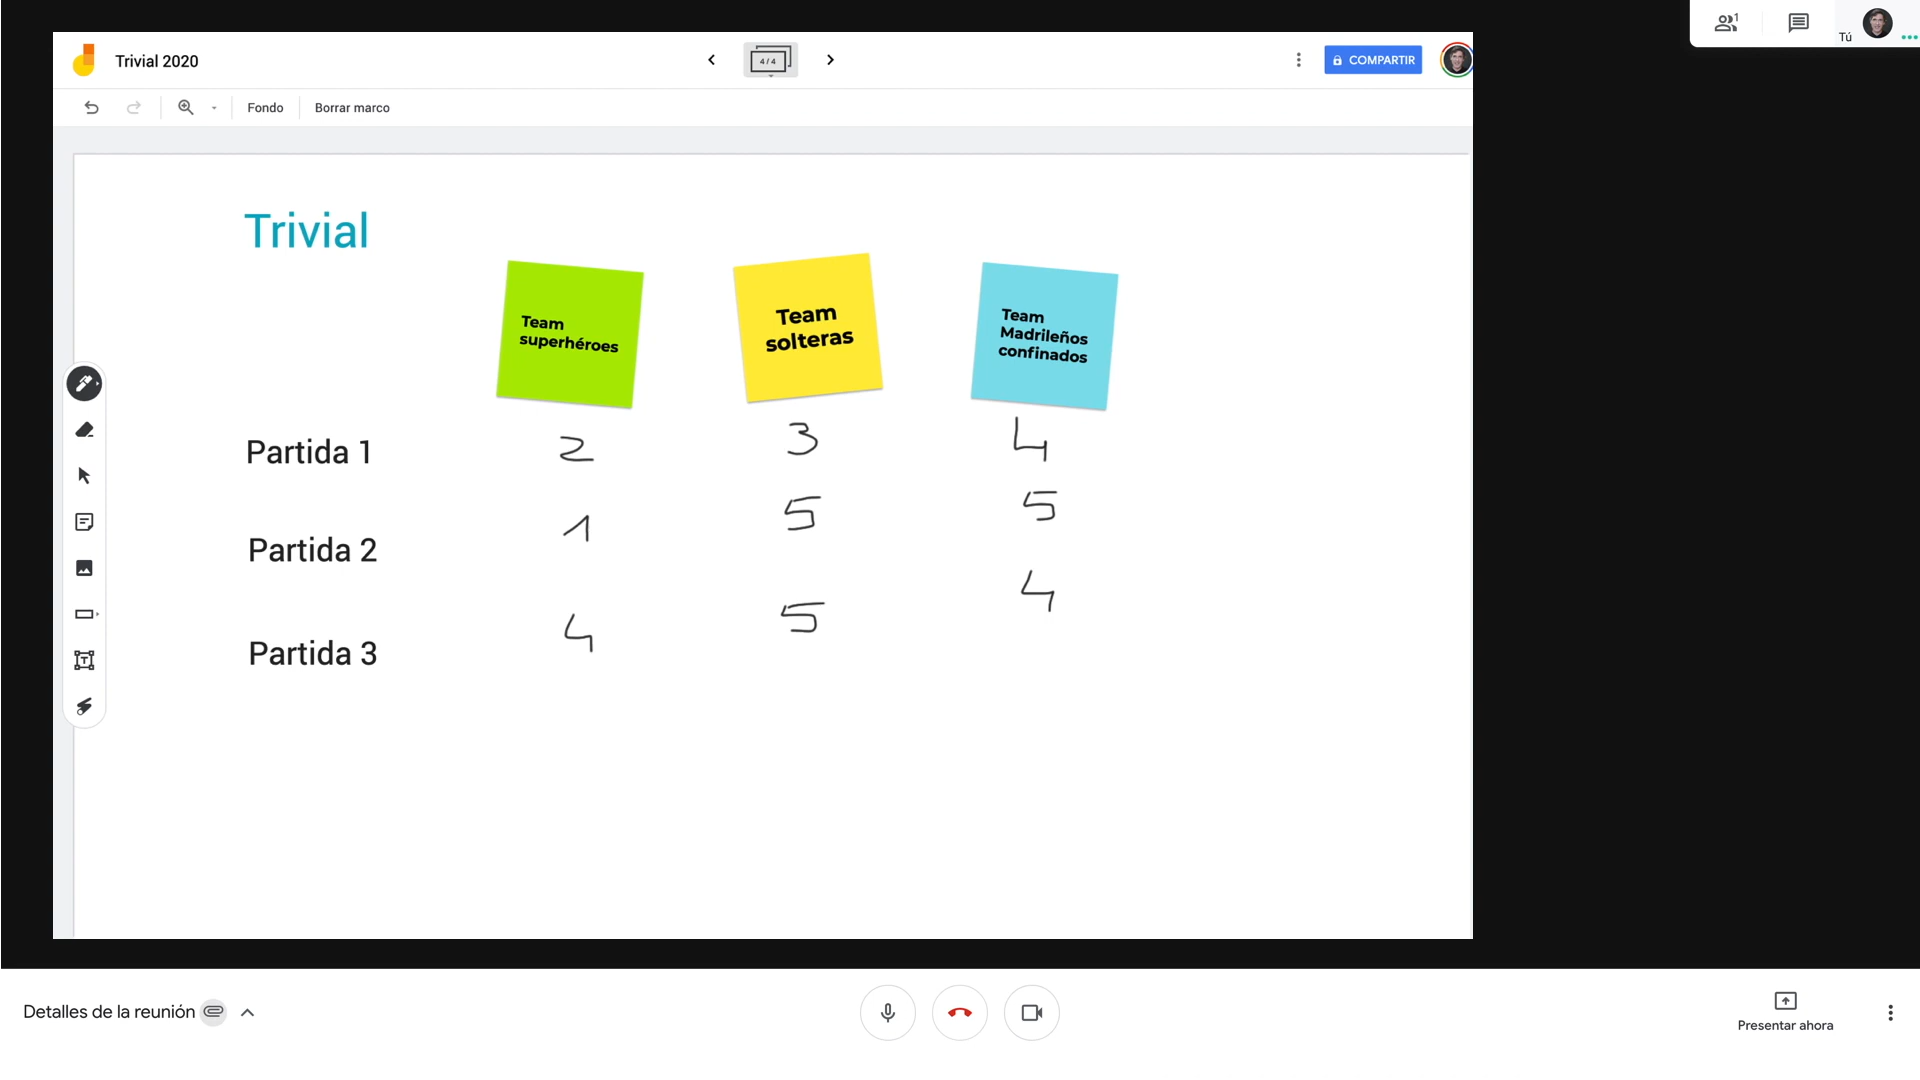 Tú
Trivial 2020
4 / 4
COMPARTIR
Fondo
Borrar marco
Trivial
Team
superhéroes
Team
solteras
Team
Madrileños
confinados
Partida 1 2 3 4
Partida 2 1 5 5
Partida 3 4 5 4
Detalles de la reunión
Presentar ahora
1